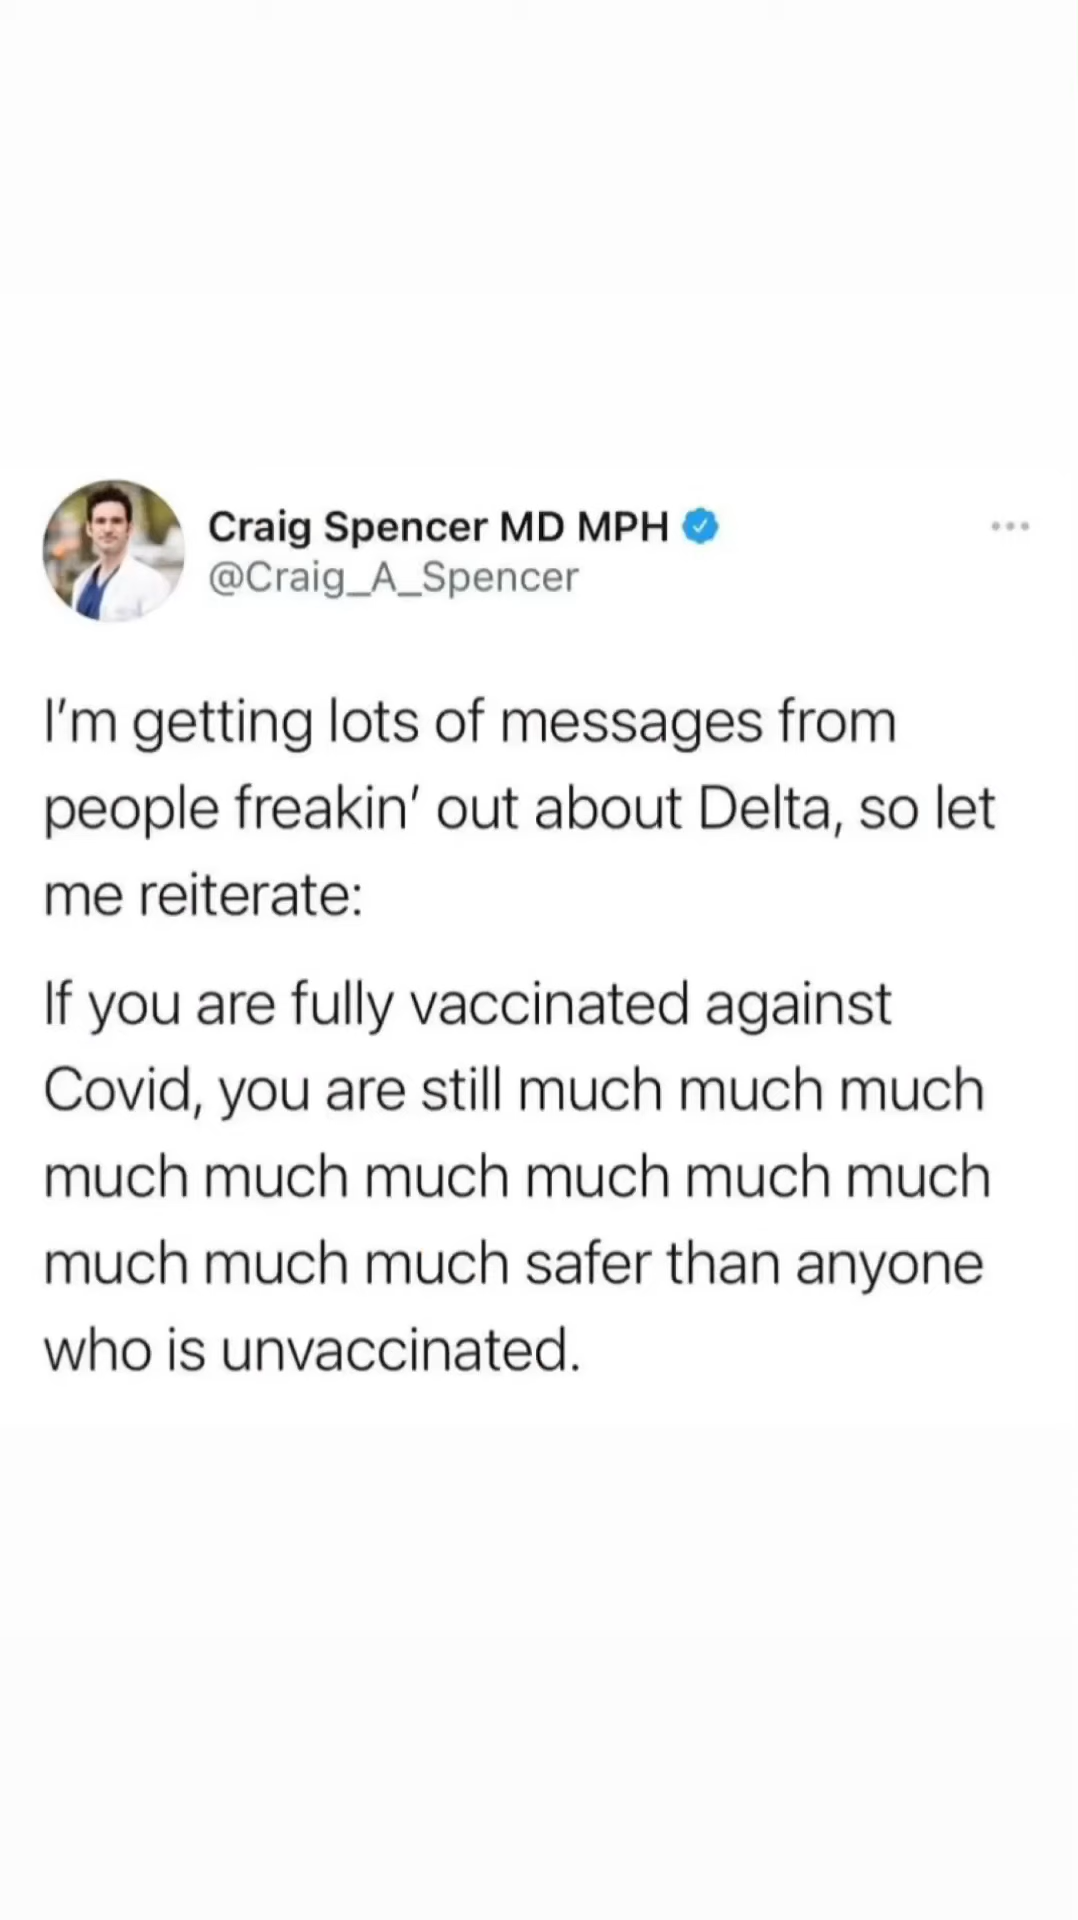 Craig Spencer MD MPH
@Craig_A_Spencer
I'm getting lots of messages from
people freakin' out about Delta, so let
me reiterate:
If you are fully vaccinated against
Covid, you are still much much much
much much much much much much
much much much safer than anyone
who is unvaccinated.